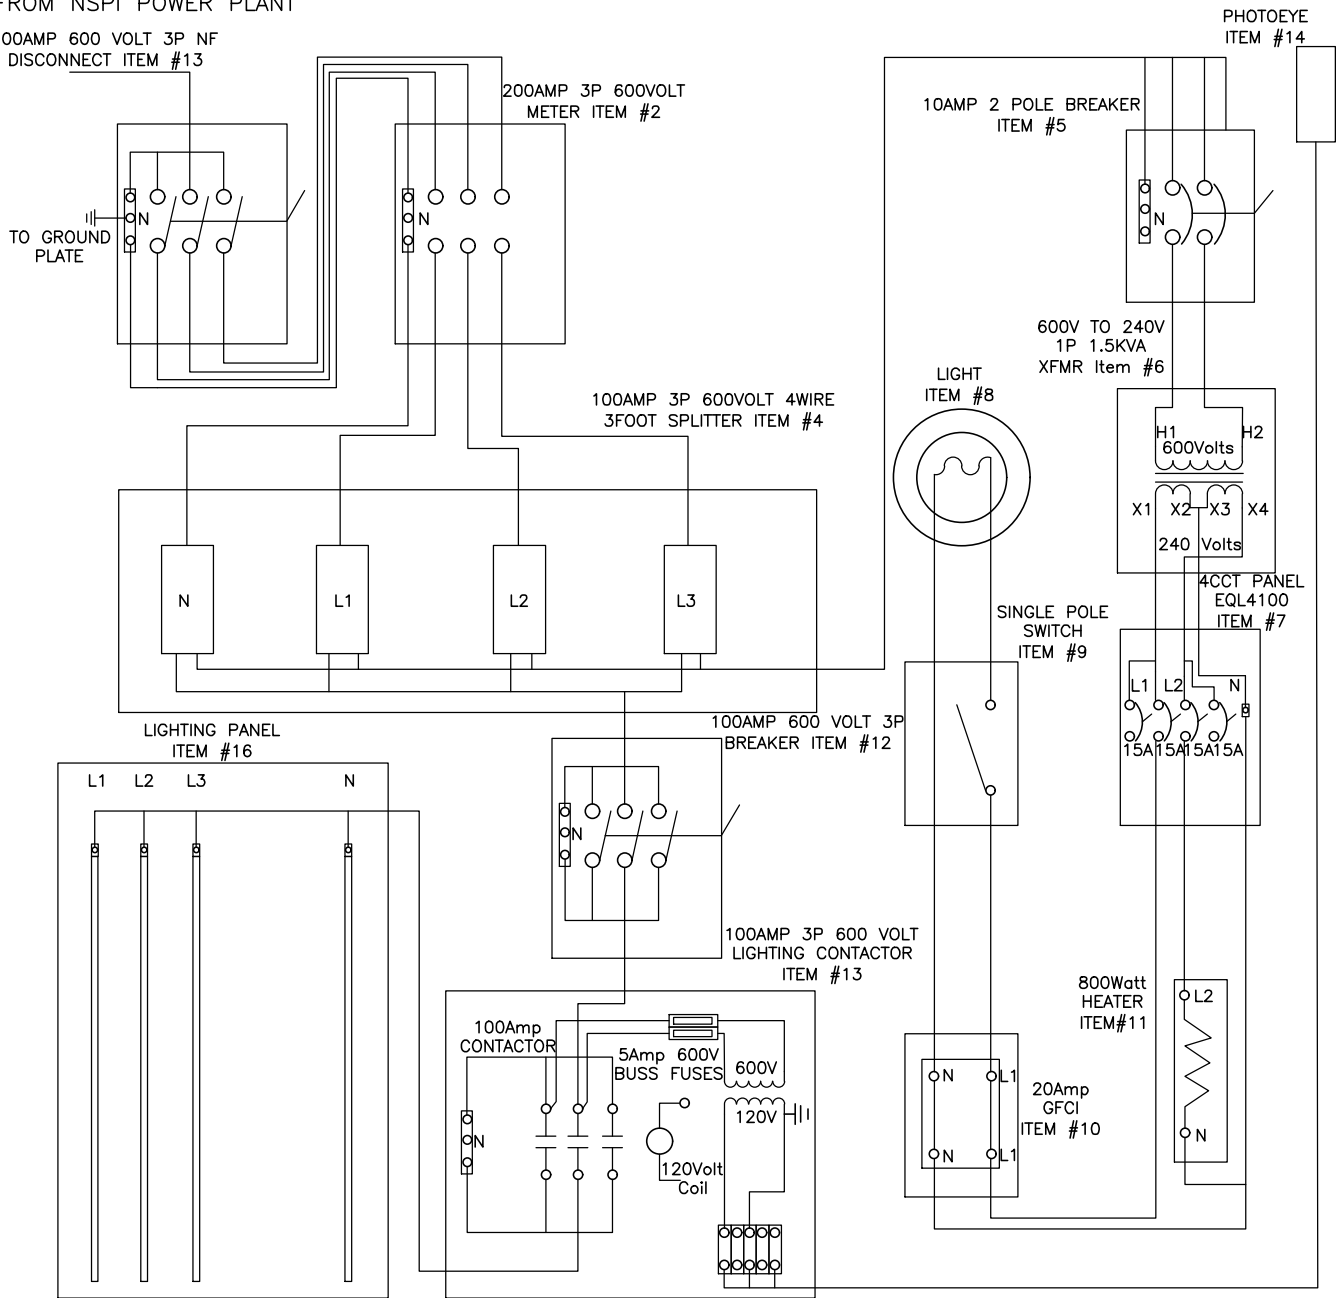 FROM NSPI POWER PLANT
00AMP 600 VOLT 3P NF
DISCONNECT ITEM #13
N
TO GROUND
PLATE
200AMP 3P 600VOLT
METER ITEM #2
N
PHOTOEYE
ITEM #14
10AMP 2 POLE BREAKER
ITEM #5
N
600V TO 240V
1P 1.5KVA
XFMR Item #6
H1
H2
600Volts
X1
X2
X3
X4
240 Volts
LIGHT
ITEM #8
100AMP 3P 600VOLT 4WIRE
3FOOT SPLITTER ITEM #4
N
L1
L2
L3
4CCT PANEL
EQL4100
ITEM #7
L1
L2
N
15A
15A
15A
15A
SINGLE POLE
SWITCH
ITEM #9
100AMP 600 VOLT 3P
BREAKER ITEM #12
N
LIGHTING PANEL
ITEM #16
L1
L2
L3
N
100AMP 3P 600 VOLT
LIGHTING CONTACTOR
ITEM #13
100Amp
CONTACTOR
N
5Amp 600V
BUSS FUSES
600V
120V
120Volt
Coil
800Watt
HEATER
ITEM#11
L2
N
N
L1
N
L1
20Amp
GFCI
ITEM #10